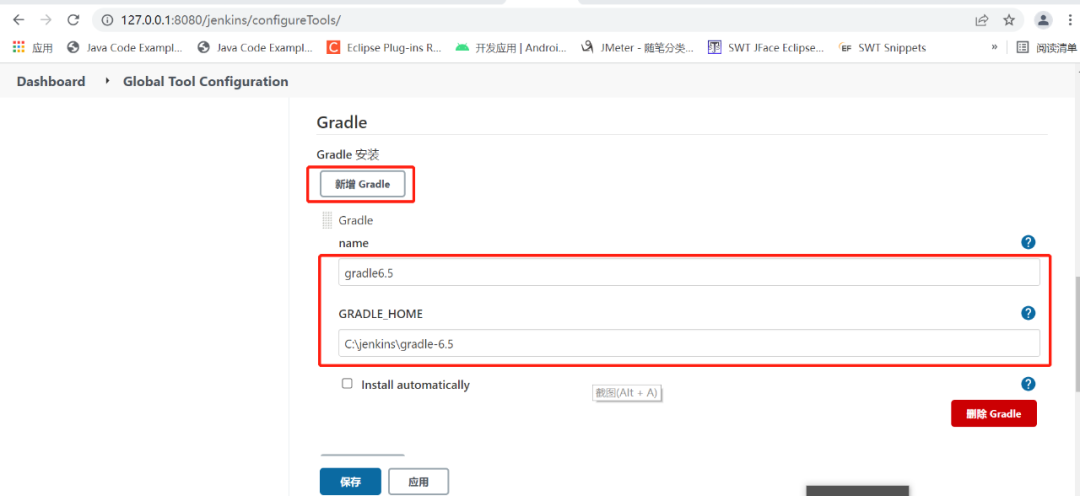 127.0.0.1:8080/jenkins/configureTools/
应用 Java Code Exampl... Java Code Exampl... Eclipse Plug-ins R... 开发应用 | Androi... JMeter - 随笔分类... SWT JFace Eclipse... SWT Snippets » 阅读清单
Dashboard Global Tool Configuration
Gradle
Gradle 安装
新增 Gradle
Gradle
name
gradle6.5
GRADLE_HOME
C:\jenkins\gradle-6.5
Install automatically
截图(Alt + A)
删除 Gradle
保存 应用